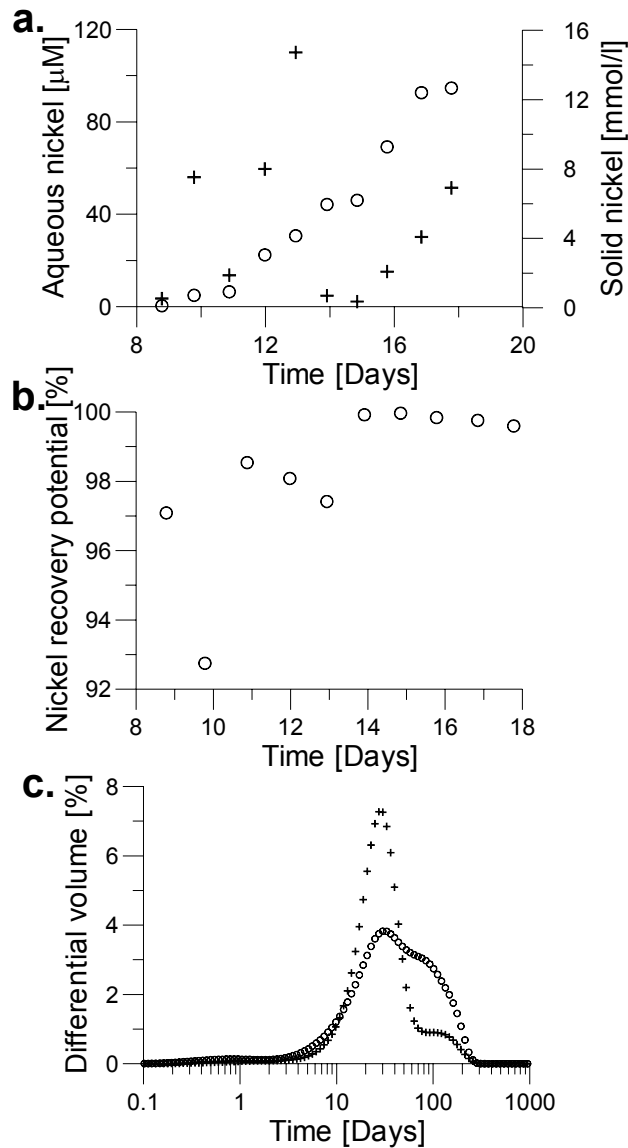 a.
Aqueous nickel [µM]
120
80
40
0
Solid nickel [mmol/l]
16
12
8
4
0
8 12 16 20
Time [Days]
b.
Nickel recovery potential [%]
100
98
96
94
92
8 10 12 14 16 18
Time [Days]
c.
Differential volume [%]
8
6
4
2
0
0.1 1 10 100 1000
Time [Days]